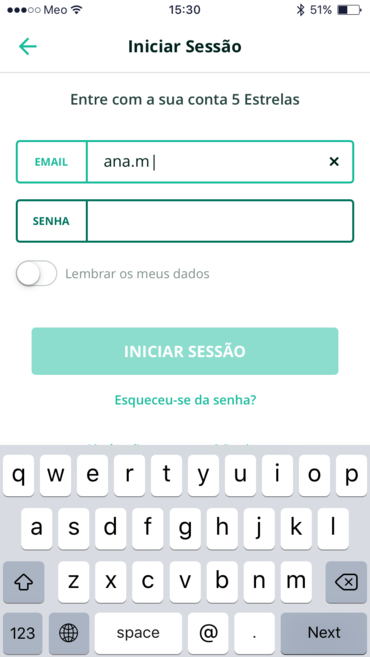 Meo 15:30 51%
Iniciar Sessão
Entre com a sua conta 5 Estrelas
EMAIL ana.m
SENHA
Lembrar os meus dados
INICIAR SESSÃO
Esqueceu-se da senha?
q w e r t y u i o p
a s d f g h j k l
z x c v b n m
123 space @ . Next